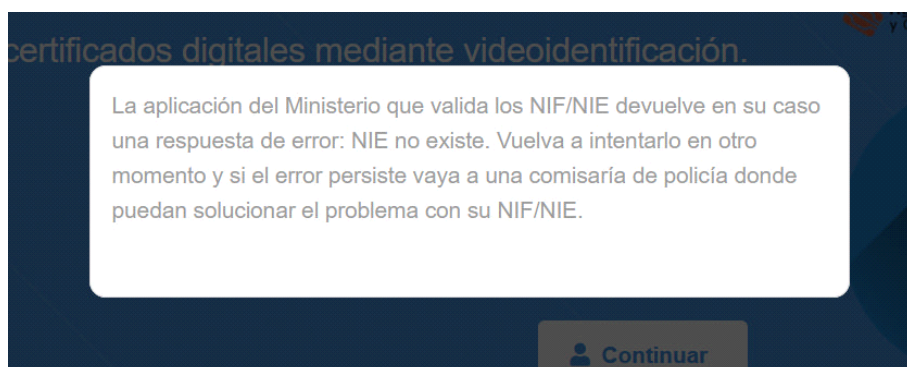 certificados digitales mediante videoidentificación.
La aplicación del Ministerio que valida los NIF/NIE devuelve en su caso
una respuesta de error: NIE no existe. Vuelva a intentarlo en otro
momento y si el error persiste vaya a una comisaría de policía donde
puedan solucionar el problema con su NIF/NIE.
Continuar